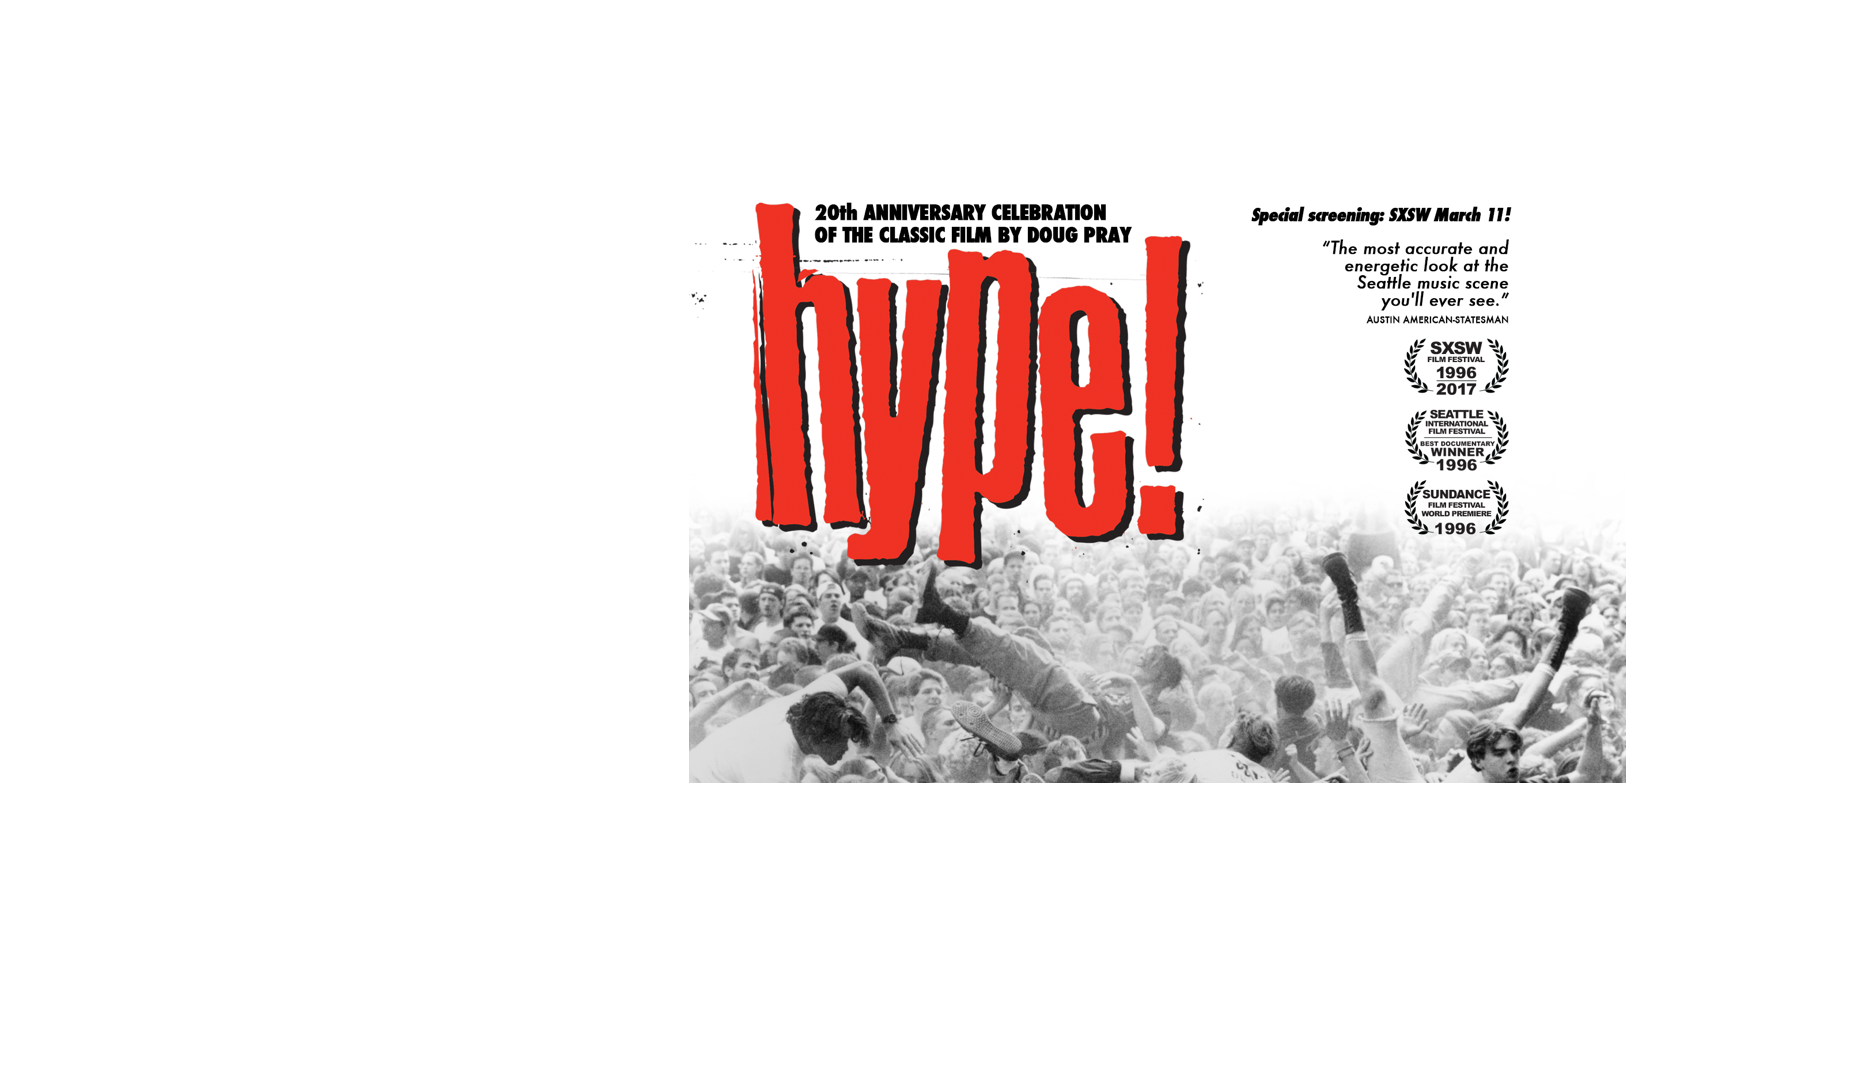 20th ANNIVERSARY CELEBRATION
OF THE CLASSIC FILM BY DOUG PRAY
hype!
Special screening: SXSW March 11!
“The most accurate and
energetic look at the
Seattle music scene
you'll ever see.”
AUSTIN AMERICAN-STATESMAN
SXSW
FILM FESTIVAL
1996
2017
SEATTLE
INTERNATIONAL
FILM FESTIVAL
BEST DOCUMENTARY
WINNER
1996
SUNDANCE
FILM FESTIVAL
WORLD PREMIERE
1996